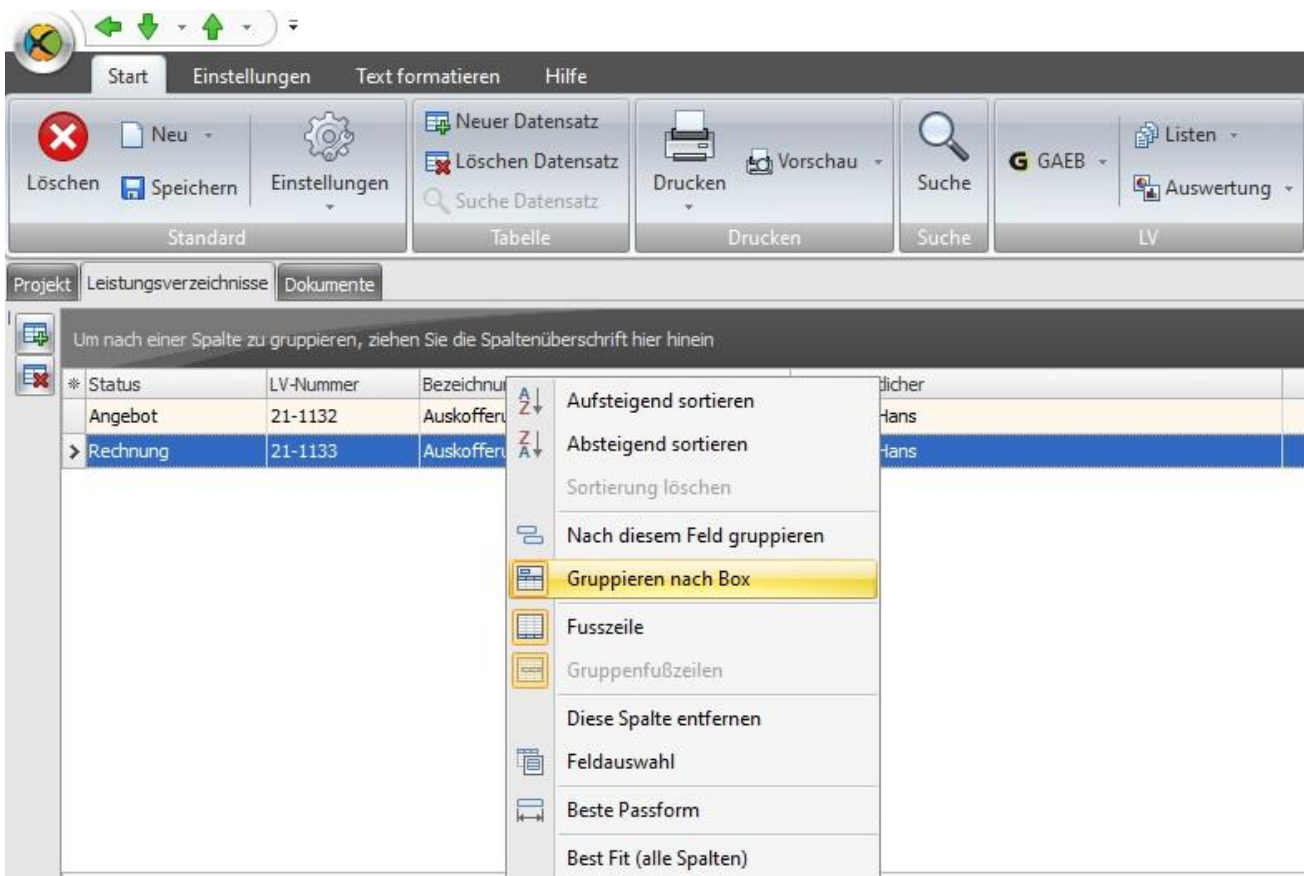 Start Einstellungen Text formatieren Hilfe
Löschen
Neu
Speichern
Einstellungen
Standard
Neuer Datensatz
Löschen Datensatz
Suche Datensatz
Tabelle
Drucken
Vorschau
Drucken
Suche
Suche
G GAEB
Listen
Auswertung
LV
Projekt Leistungsverzeichnisse Dokumente
Um nach einer Spalte zu gruppieren, ziehen Sie die Spaltenüberschrift hier hinein
Status LV-Nummer
Angebot 21-1132 Hans
Rechnung 21-1133 Hans
Aufsteigend sortieren
Absteigend sortieren
Sortierung löschen
Nach diesem Feld gruppieren
Gruppieren nach Box
Fusszeile
Gruppenfußzeilen
Diese Spalte entfernen
Feldauswahl
Beste Passform
Best Fit (alle Spalten)